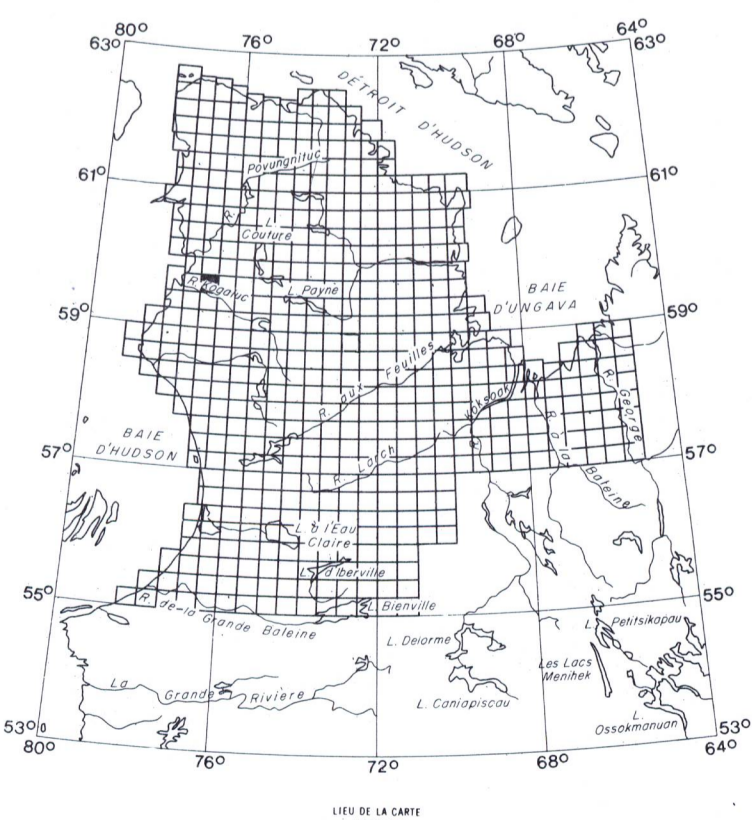 80° 76° 72° 68° 64°
63° 63°
DÉTROIT
D'HUDSON
Povungnituc
R.
61° 61°
L.
Couture
R. Kogaluc
L. Payne
BAIE
D'UNGAVA
59° 59°
R. aux Feuilles
Koksoak
R.
R. George
R. à la Baleine
BAIE
D'HUDSON
57° 57°
R. Larch
L. à l'Eau
Claire
L. d'Iberville
55° 55°
R. de-la Grande Baleine
L. Bienville
L. Petitsikapau
L. Delorme
Les Lacs
Menihek
La Grande Rivière
L. Caniapiscau
L.
Ossokmanuan
53° 53°
80° 76° 72° 68° 64°
LIEU DE LA CARTE